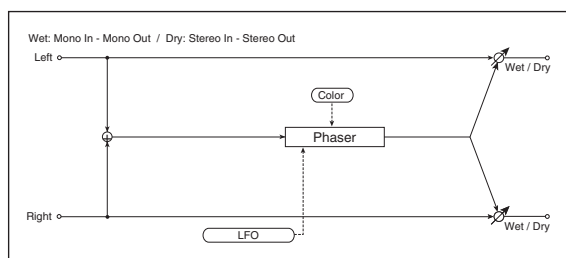 Wet: Mono In - Mono Out / Dry: Stereo In - Stereo Out
Left
Wet / Dry
Color
Phaser
Right
Wet / Dry
LFO